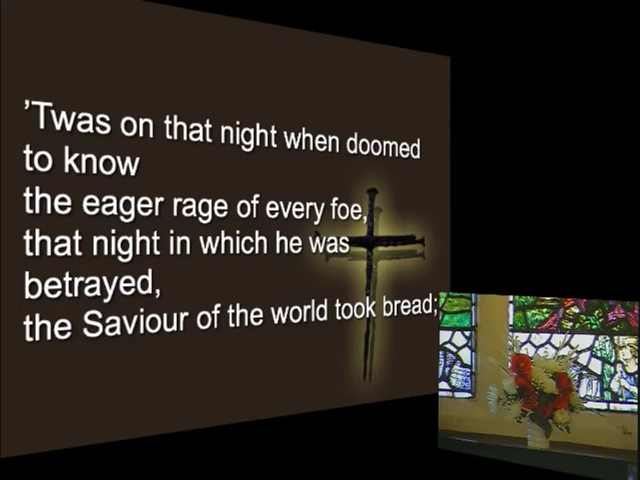 ’Twas on that night when doomed
to know
the eager rage of every foe,
that night in which he was
betrayed,
the Saviour of the world took bread;